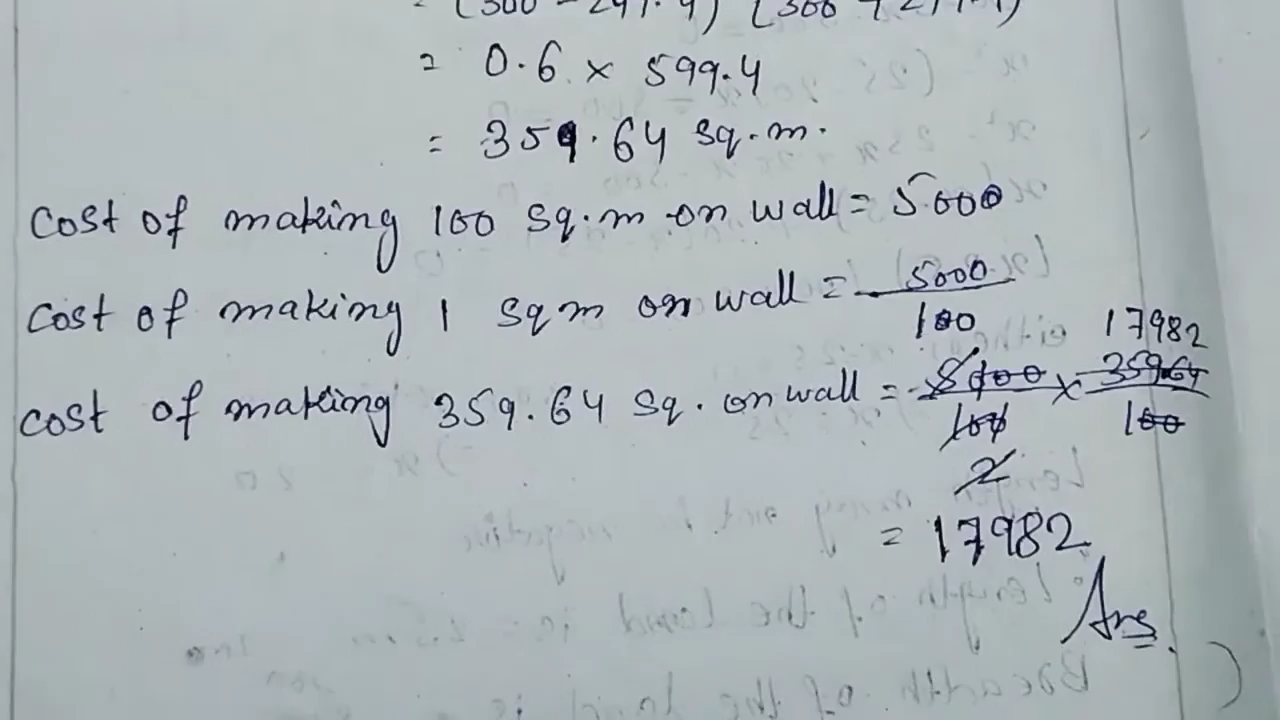 = 0.6 × 599.4
= 359.64 sq.m.
Cost of making 100 sq.m on wall = 5000
Cost of making 1 sqm on wall = 5000
100
17982
cost of making 359.64 sq. on wall = 5000 × 35964
100 100
2
= 17982
Ans.